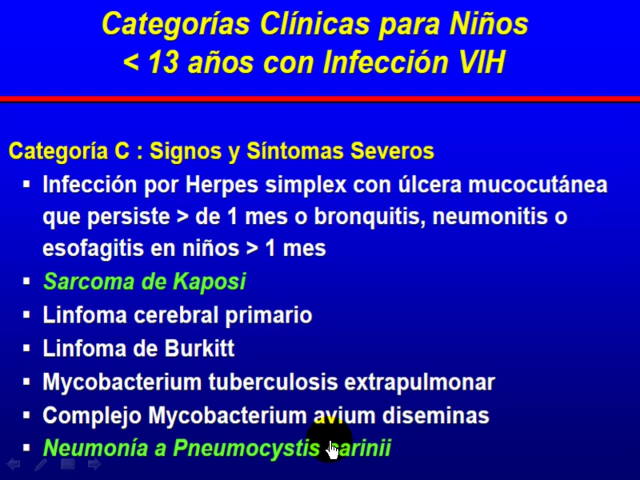 Categorías Clínicas para Niños
< 13 años con Infección VIH
Categoría C : Signos y Síntomas Severos
▪ Infección por Herpes simplex con úlcera mucocutánea
que persiste > de 1 mes o bronquitis, neumonitis o
esofagitis en niños > 1 mes
▪ Sarcoma de Kaposi
▪ Linfoma cerebral primario
▪ Linfoma de Burkitt
▪ Mycobacterium tuberculosis extrapulmonar
▪ Complejo Mycobacterium avium diseminas
▪ Neumonía a Pneumocystis carinii